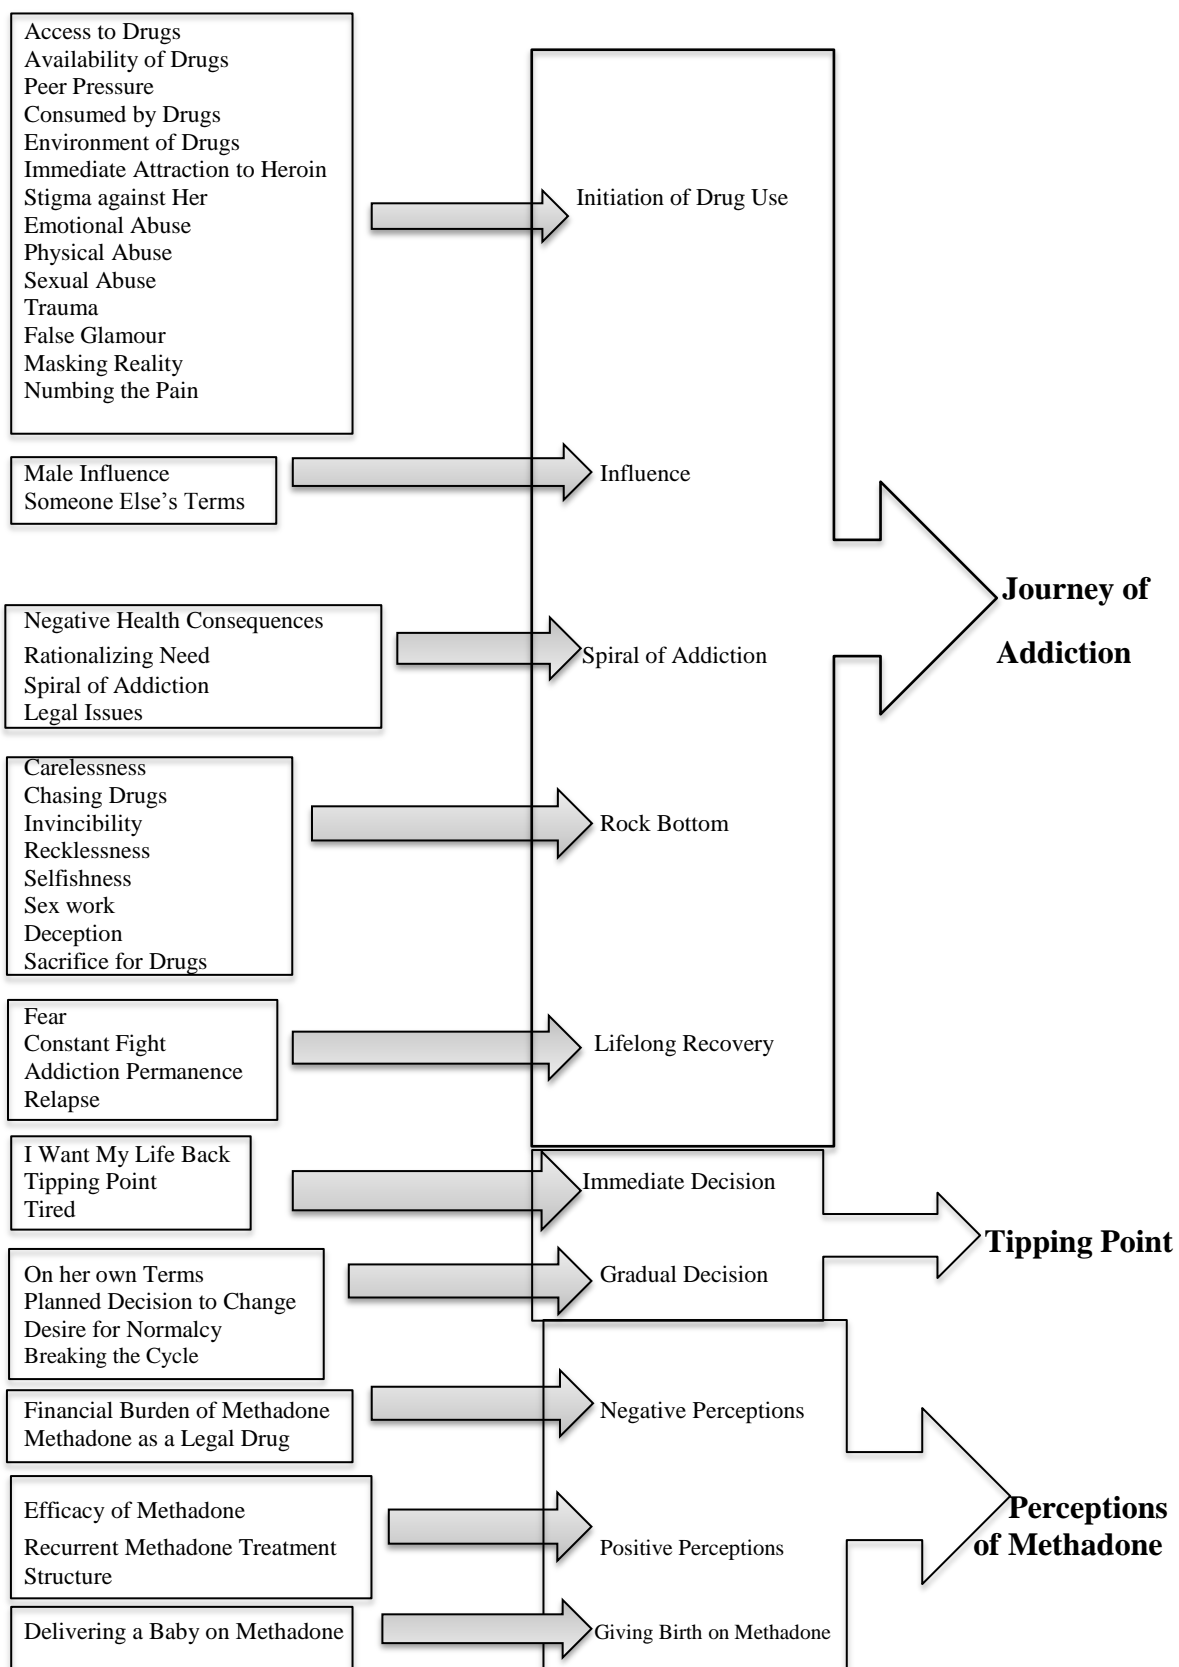 Access to Drugs
Availability of Drugs
Peer Pressure
Consumed by Drugs
Environment of Drugs
Immediate Attraction to Heroin
Stigma against Her
Emotional Abuse
Physical Abuse
Sexual Abuse
Trauma
False Glamour
Masking Reality
Numbing the Pain
Initiation of Drug Use
Male Influence
Someone Else’s Terms
Influence
Negative Health Consequences
Rationalizing Need
Spiral of Addiction
Legal Issues
Spiral of Addiction
Carelessness
Chasing Drugs
Invincibility
Recklessness
Selfishness
Sex work
Deception
Sacrifice for Drugs
Rock Bottom
Fear
Constant Fight
Addiction Permanence
Relapse
Lifelong Recovery
Journey of
Addiction
I Want My Life Back
Tipping Point
Tired
Immediate Decision
On her own Terms
Planned Decision to Change
Desire for Normalcy
Breaking the Cycle
Gradual Decision
Tipping Point
Financial Burden of Methadone
Methadone as a Legal Drug
Negative Perceptions
Efficacy of Methadone
Recurrent Methadone Treatment
Structure
Positive Perceptions
Delivering a Baby on Methadone
Giving Birth on Methadone
Perceptions
of Methadone